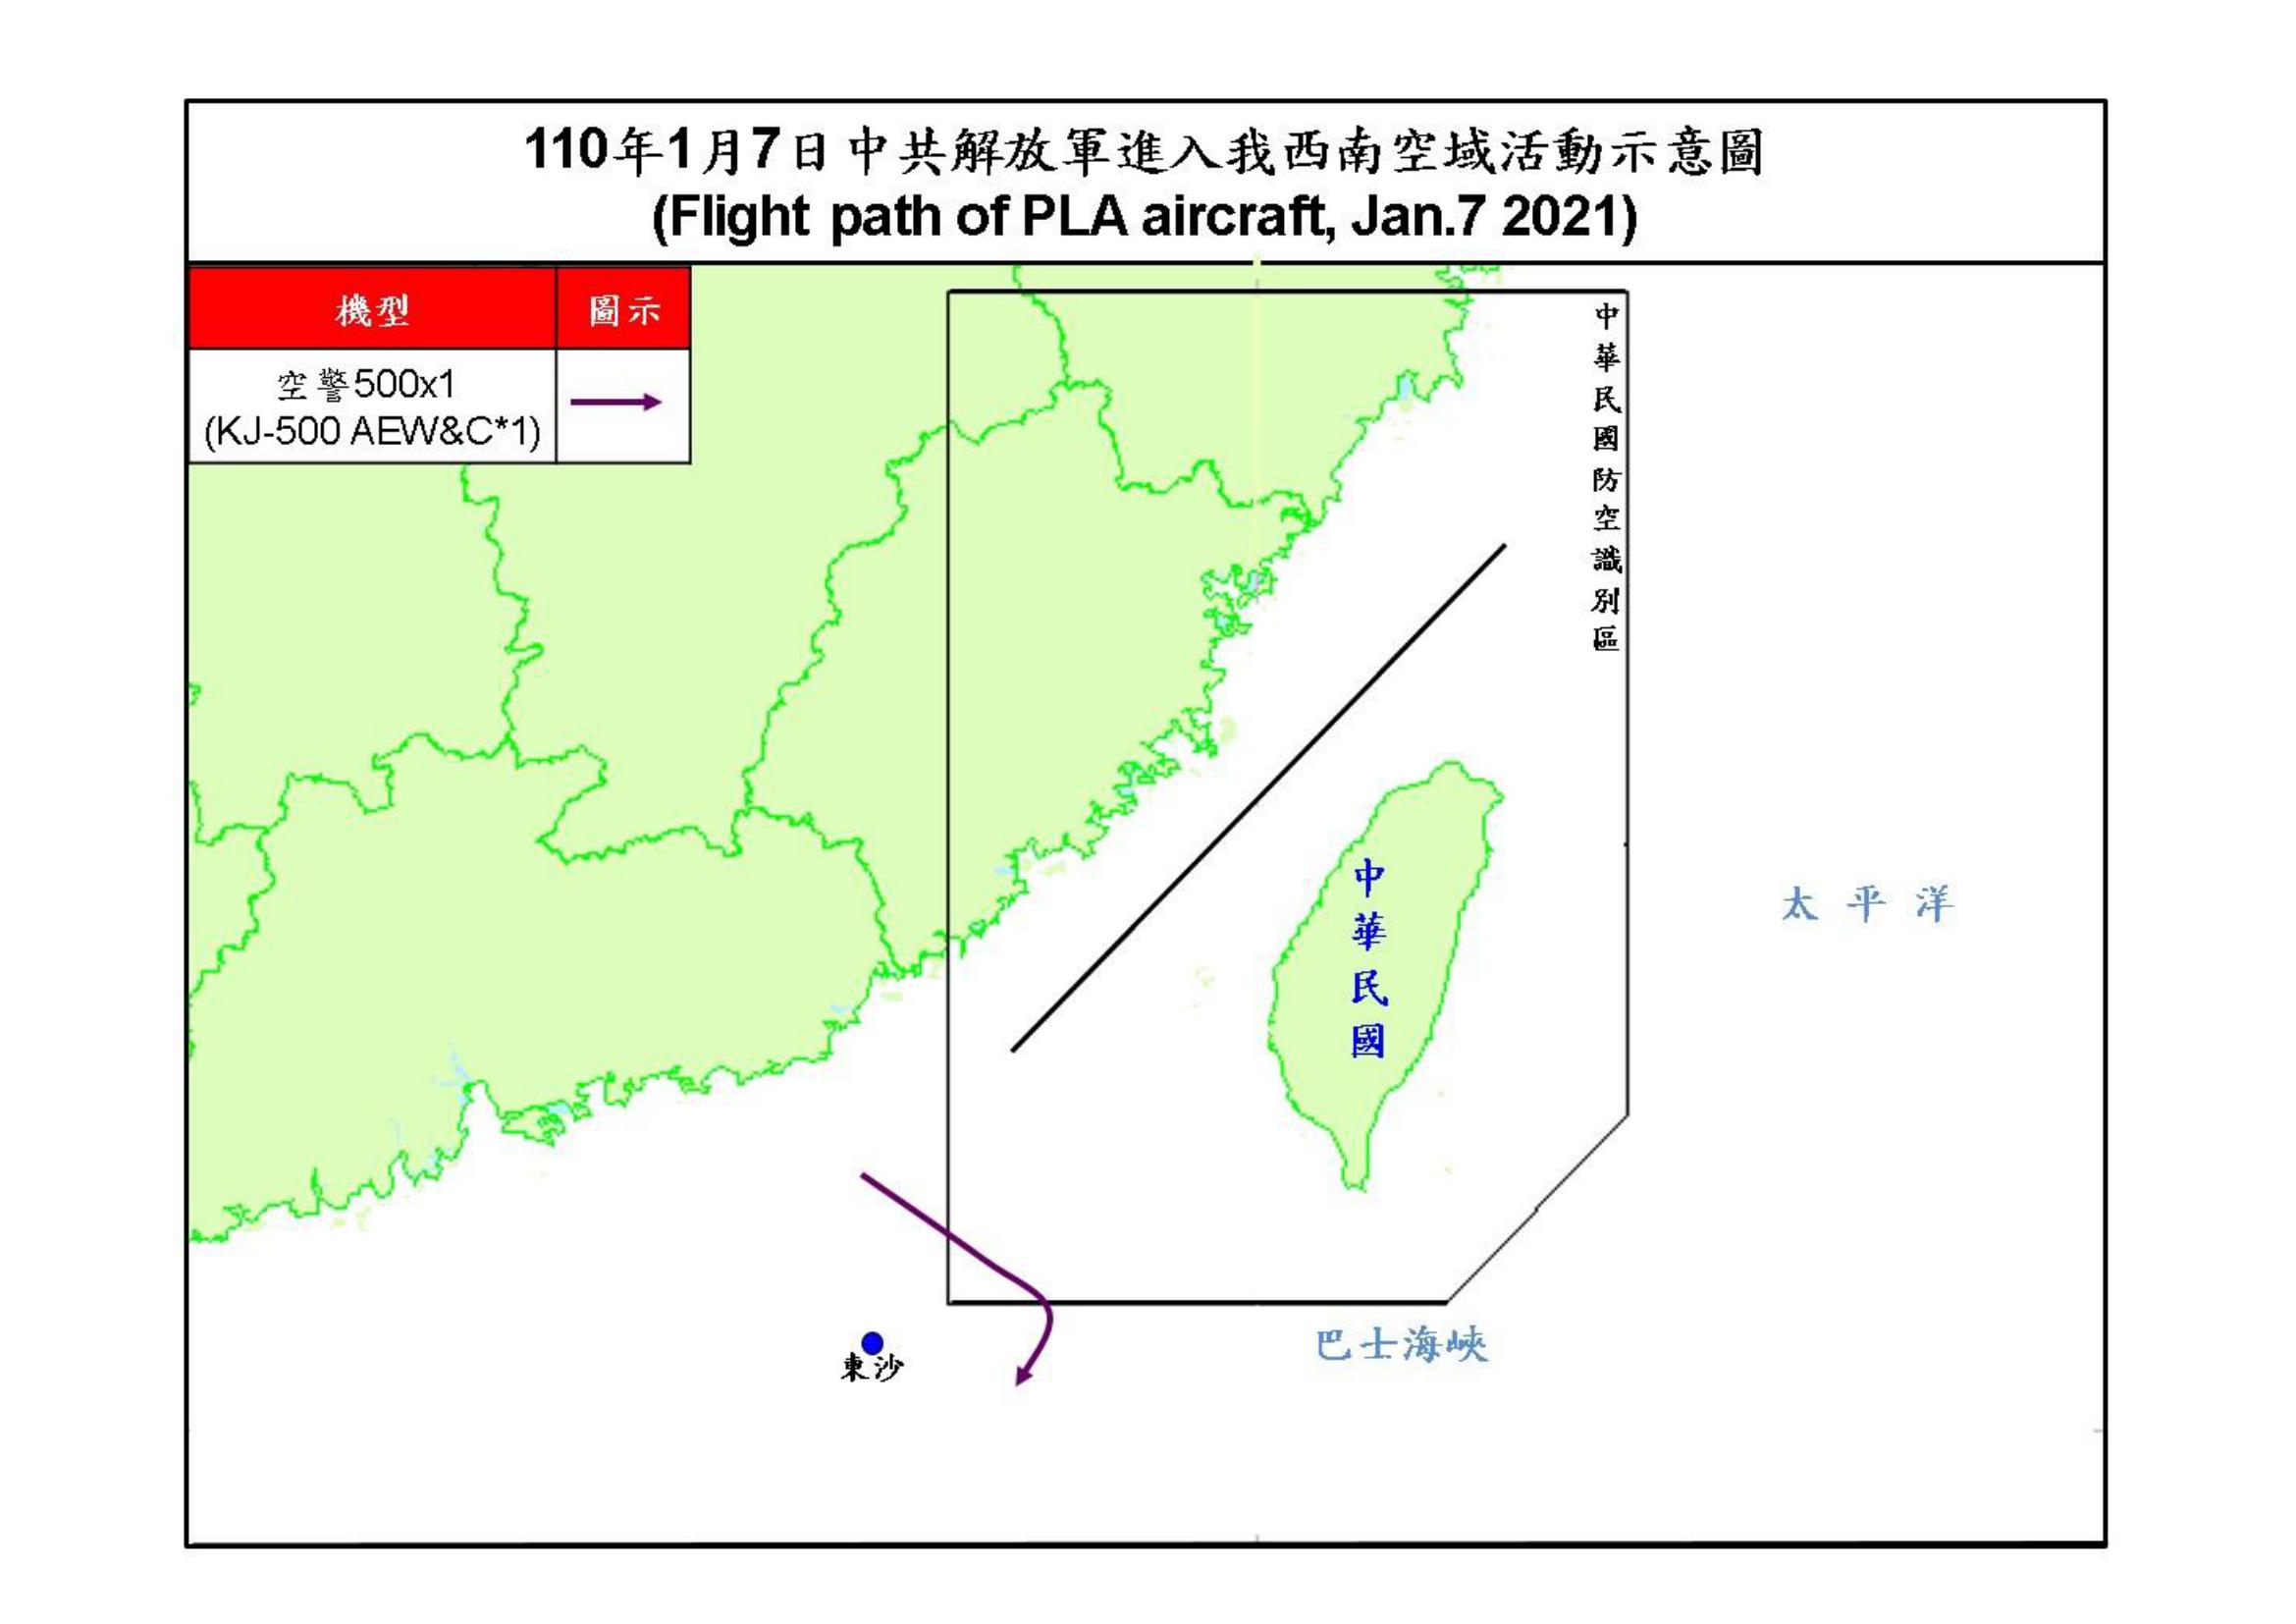 110年1月7日中共解放軍進入我西南空域活動示意圖
(Flight path of PLA aircraft, Jan.7 2021)
機型 圖示
空警500x1
(KJ-500 AEW&C*1)
中華民國防空識別區
中華民國
太平洋
巴士海峽
東沙